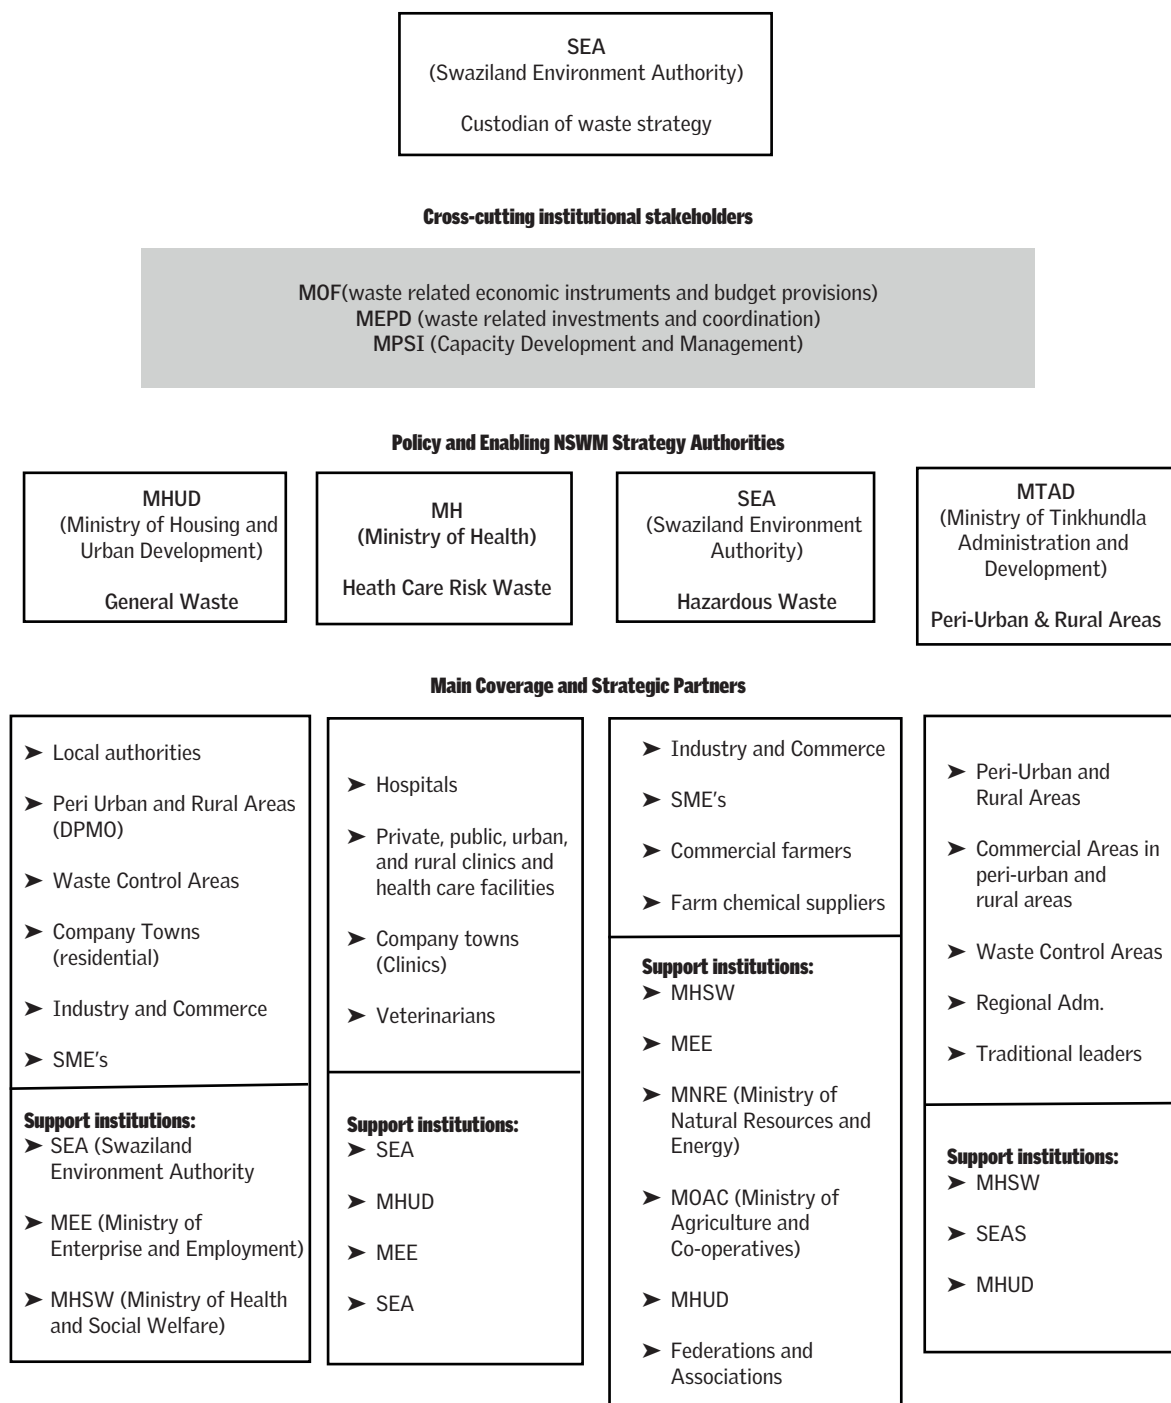 SEA
(Swaziland Environment Authority)
Custodian of waste strategy
Cross-cutting institutional stakeholders
MOF(waste related economic instruments and budget provisions)
MEPD (waste related investments and coordination)
MPSI (Capacity Development and Management)
Policy and Enabling NSWM Strategy Authorities
MHUD
(Ministry of Housing and
Urban Development)
General Waste
MH
(Ministry of Health)
Heath Care Risk Waste
SEA
(Swaziland Environment
Authority)
Hazardous Waste
MTAD
(Ministry of Tinkhundla
Administration and
Development)
Peri-Urban & Rural Areas
Main Coverage and Strategic Partners
➤ Local authorities
➤ Peri Urban and Rural Areas
(DPMO)
➤ Waste Control Areas
➤ Company Towns
(residential)
➤ Industry and Commerce
➤ SME's
Support institutions:
➤ SEA (Swaziland
Environment Authority
➤ MEE (Ministry of
Enterprise and Employment)
➤ MHSW (Ministry of Health
and Social Welfare)
➤ Hospitals
➤ Private, public, urban,
and rural clinics and
health care facilities
➤ Company towns
(Clinics)
➤ Veterinarians
Support institutions:
➤ SEA
➤ MHUD
➤ MEE
➤ SEA
➤ Industry and Commerce
➤ SME's
➤ Commercial farmers
➤ Farm chemical suppliers
Support institutions:
➤ MHSW
➤ MEE
➤ MNRE (Ministry of
Natural Resources and
Energy)
➤ MOAC (Ministry of
Agriculture and
Co-operatives)
➤ MHUD
➤ Federations and
Associations
➤ Peri-Urban and
Rural Areas
➤ Commercial Areas in
peri-urban and
rural areas
➤ Waste Control Areas
➤ Regional Adm.
➤ Traditional leaders
Support institutions:
➤ MHSW
➤ SEAS
➤ MHUD